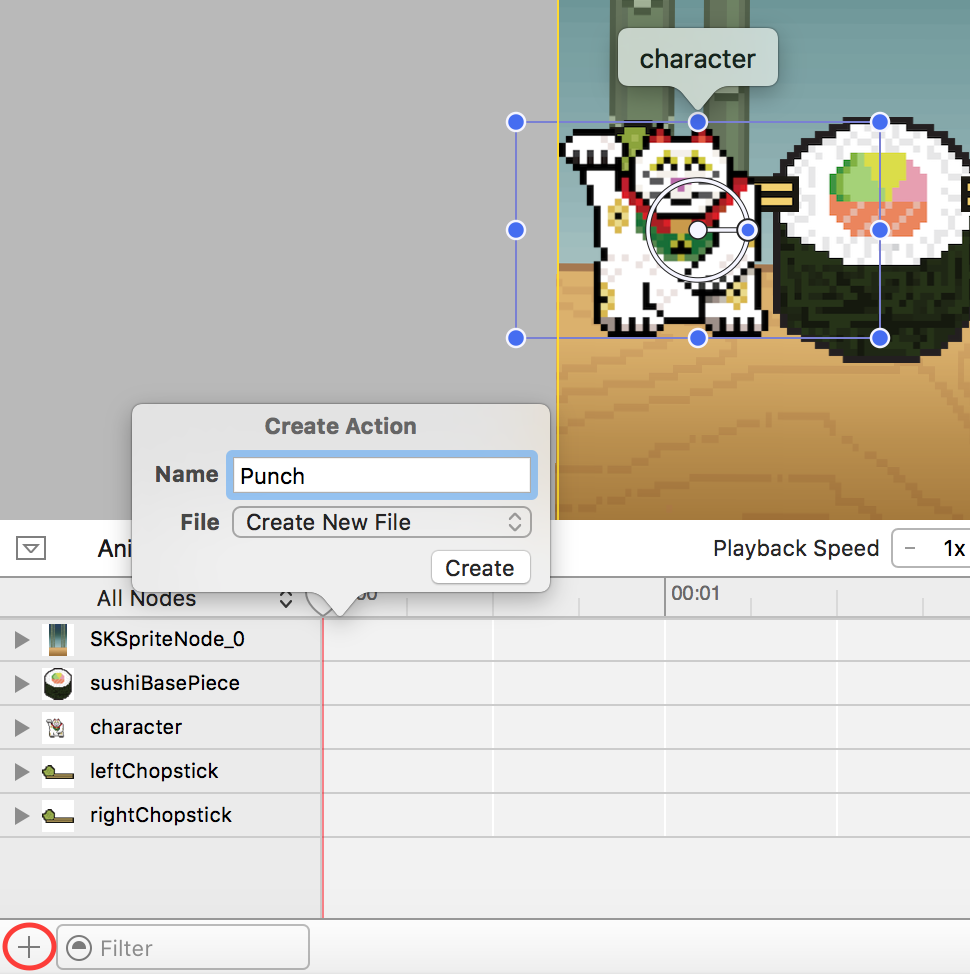 character
Create Action
Name Punch
File Create New File
Create
Ani
Playback Speed
1x
All Nodes
00:01
SKSpriteNode_0
sushiBasePiece
character
leftChopstick
rightChopstick
Filter